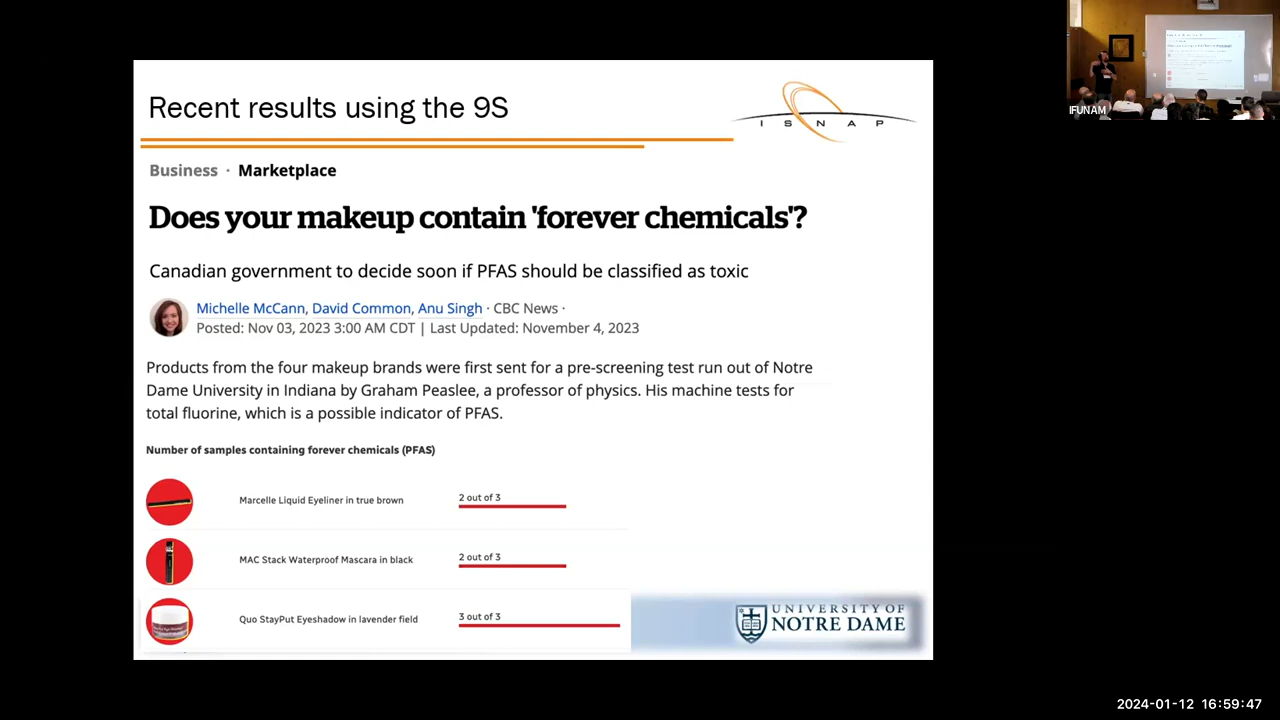 Recent results using the 9S
I S N A P
Business · Marketplace
Does your makeup contain 'forever chemicals'?
Canadian government to decide soon if PFAS should be classified as toxic
Michelle McCann, David Common, Anu Singh · CBC News ·
Posted: Nov 03, 2023 3:00 AM CDT | Last Updated: November 4, 2023
Products from the four makeup brands were first sent for a pre-screening test run out of Notre
Dame University in Indiana by Graham Peaslee, a professor of physics. His machine tests for
total fluorine, which is a possible indicator of PFAS.
Number of samples containing forever chemicals (PFAS)
Marcelle Liquid Eyeliner in true brown
2 out of 3
MAC Stack Waterproof Mascara in black
2 out of 3
Quo StayPut Eyeshadow in lavender field
3 out of 3
UNIVERSITY OF
NOTRE DAME
IFUNAM
2024-01-12 16:59:47